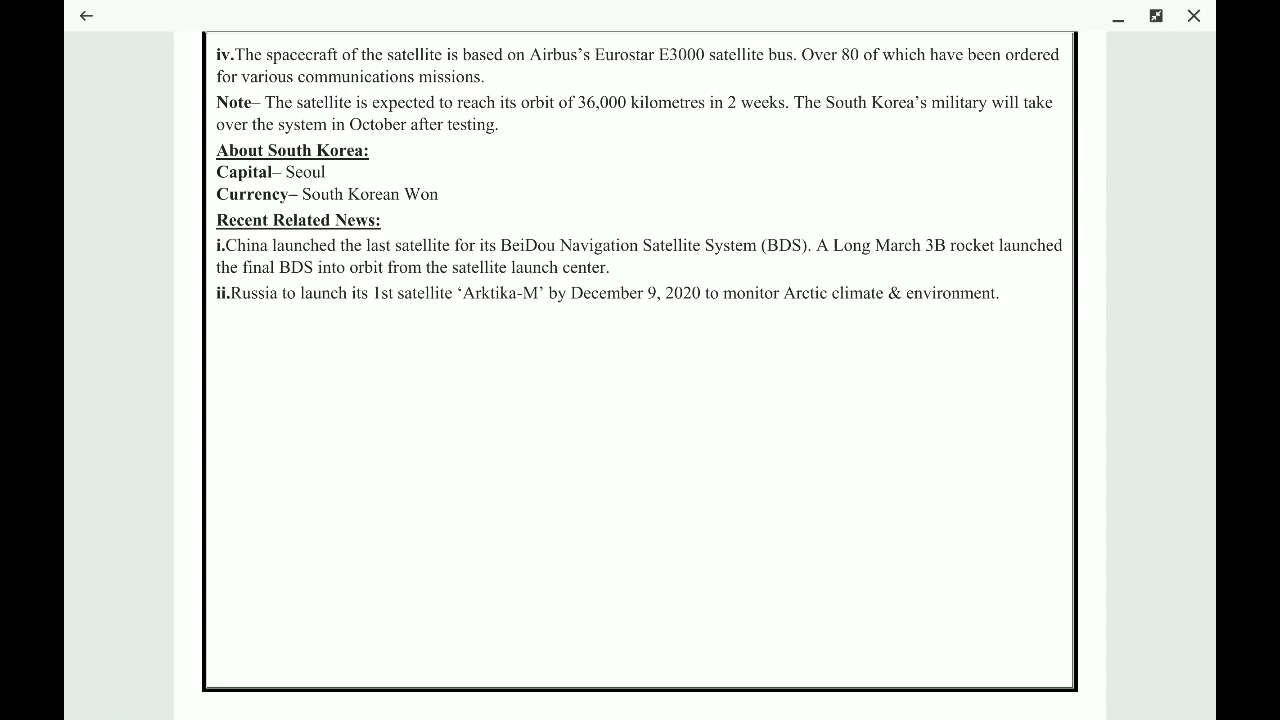 iv.The spacecraft of the satellite is based on Airbus’s Eurostar E3000 satellite bus. Over 80 of which have been ordered
for various communications missions.
Note– The satellite is expected to reach its orbit of 36,000 kilometres in 2 weeks. The South Korea’s military will take
over the system in October after testing.
About South Korea:
Capital– Seoul
Currency– South Korean Won
Recent Related News:
i.China launched the last satellite for its BeiDou Navigation Satellite System (BDS). A Long March 3B rocket launched
the final BDS into orbit from the satellite launch center.
ii.Russia to launch its 1st satellite ‘Arktika-M’ by December 9, 2020 to monitor Arctic climate & environment.